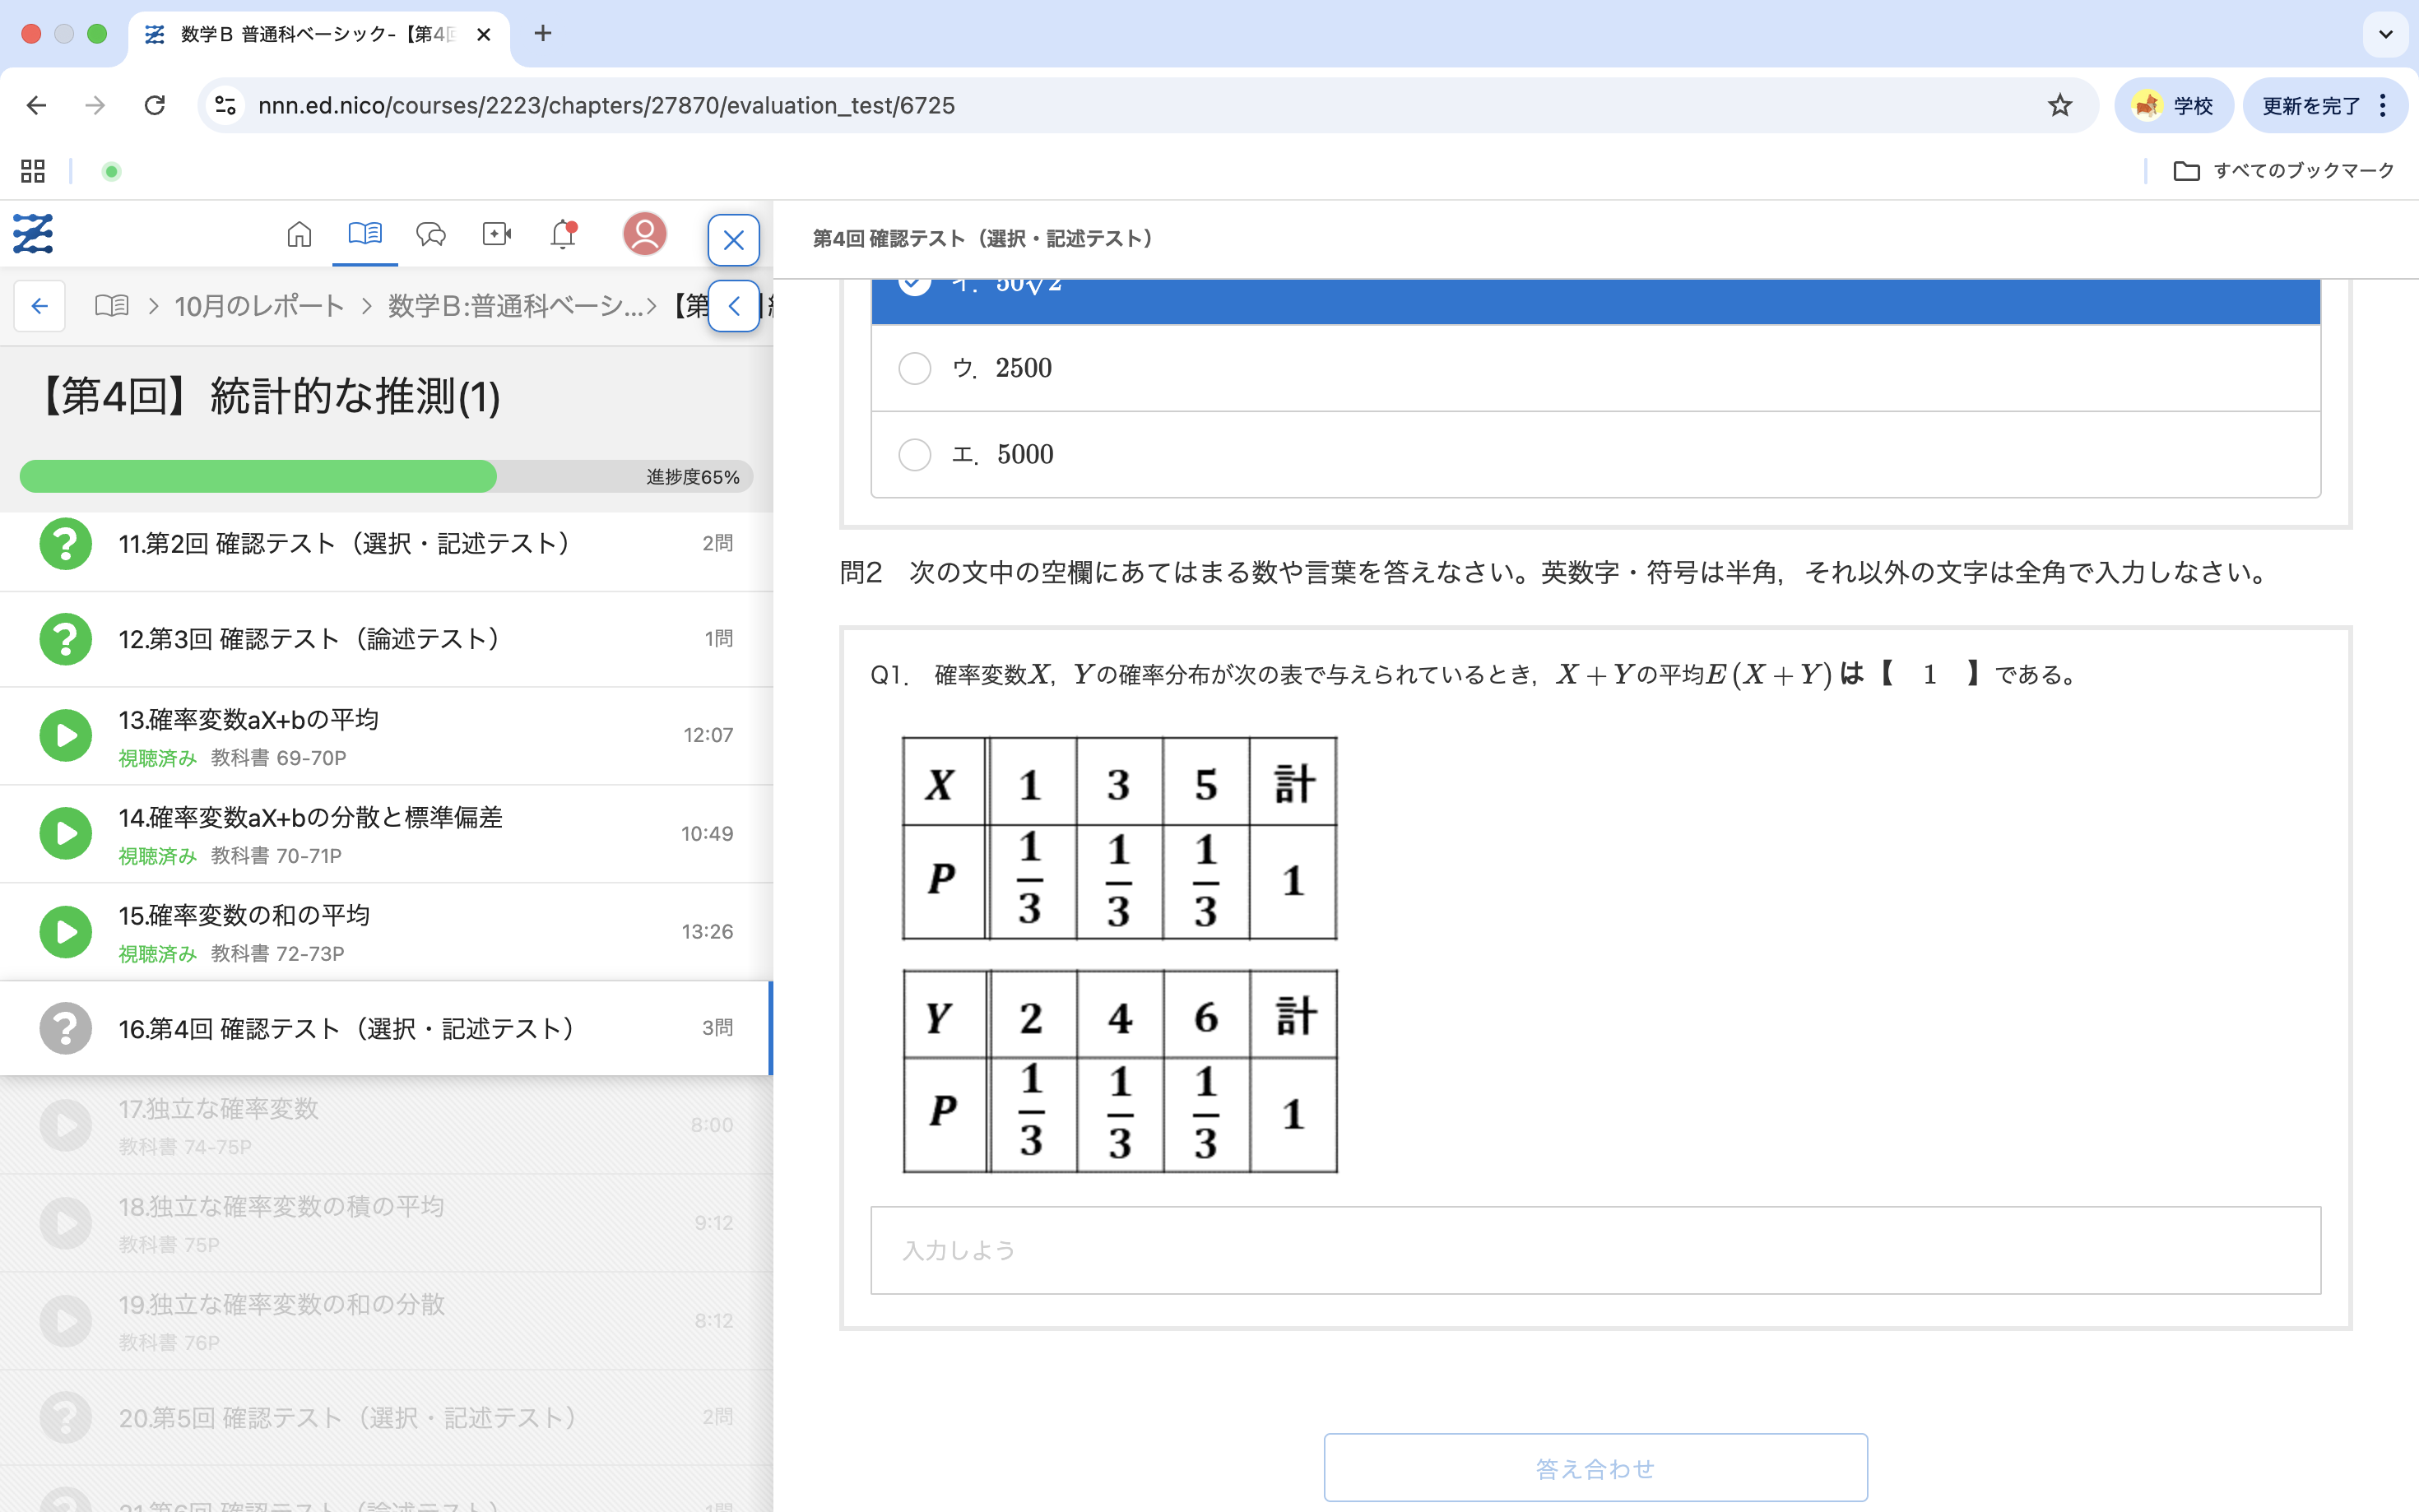 数学B 普通科ベーシック-【第4回
nnn.ed.nico/courses/2223/chapters/27870/evaluation_test/6725
学校
更新を完了
すべてのブックマーク
10月のレポート
数学B:普通科ベーシ...
【第
【第4回】統計的な推測(1)
進捗度65%
11.第2回 確認テスト（選択・記述テスト）
2問
12.第3回 確認テスト（論述テスト）
1問
13.確率変数aX+bの平均
12:07
視聴済み 教科書 69-70P
14.確率変数aX+bの分散と標準偏差
10:49
視聴済み 教科書 70-71P
15.確率変数の和の平均
13:26
視聴済み 教科書 72-73P
16.第4回 確認テスト（選択・記述テスト）
3問
17.独立な確率変数
8:00
教科書 74-75P
18.独立な確率変数の積の平均
9:12
教科書 75P
19.独立な確率変数の和の分散
8:12
教科書 76P
20.第5回 確認テスト（選択・記述テスト）
2問
21.第6回 確認テスト（論述テスト）
1問
第4回 確認テスト（選択・記述テスト）
イ. 50√2
ウ. 2500
エ. 5000
問2　次の文中の空欄にあてはまる数や言葉を答えなさい。英数字・符号は半角，それ以外の文字は全角で入力しなさい。
Q1.　確率変数X，Yの確率分布が次の表で与えられているとき，X+Yの平均E(X+Y)は【　1　】である。
X 1 3 5 計
P 1/3 1/3 1/3 1
Y 2 4 6 計
P 1/3 1/3 1/3 1
入力しよう
答え合わせ